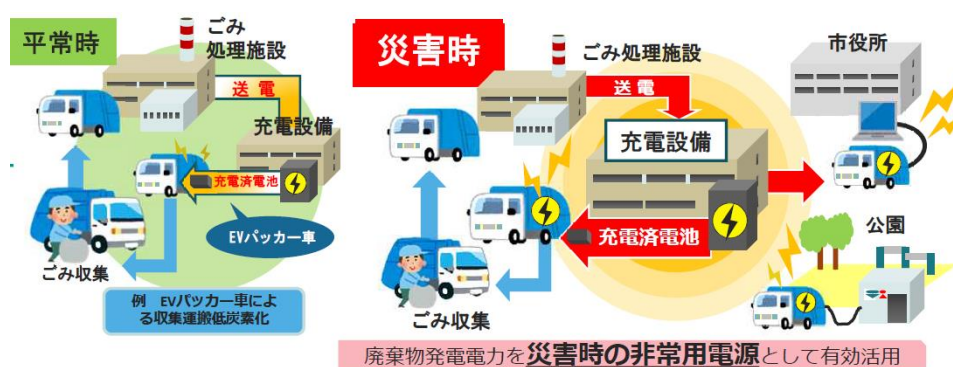 平常時
ごみ
処理施設
送電
充電設備
充電済電池
EVパッカー車
ごみ収集
例　EVパッカー車によ
る収集運搬低炭素化
災害時
ごみ処理施設
送電
充電設備
充電済電池
ごみ収集
市役所
公園
廃棄物発電電力を災害時の非常用電源として有効活用